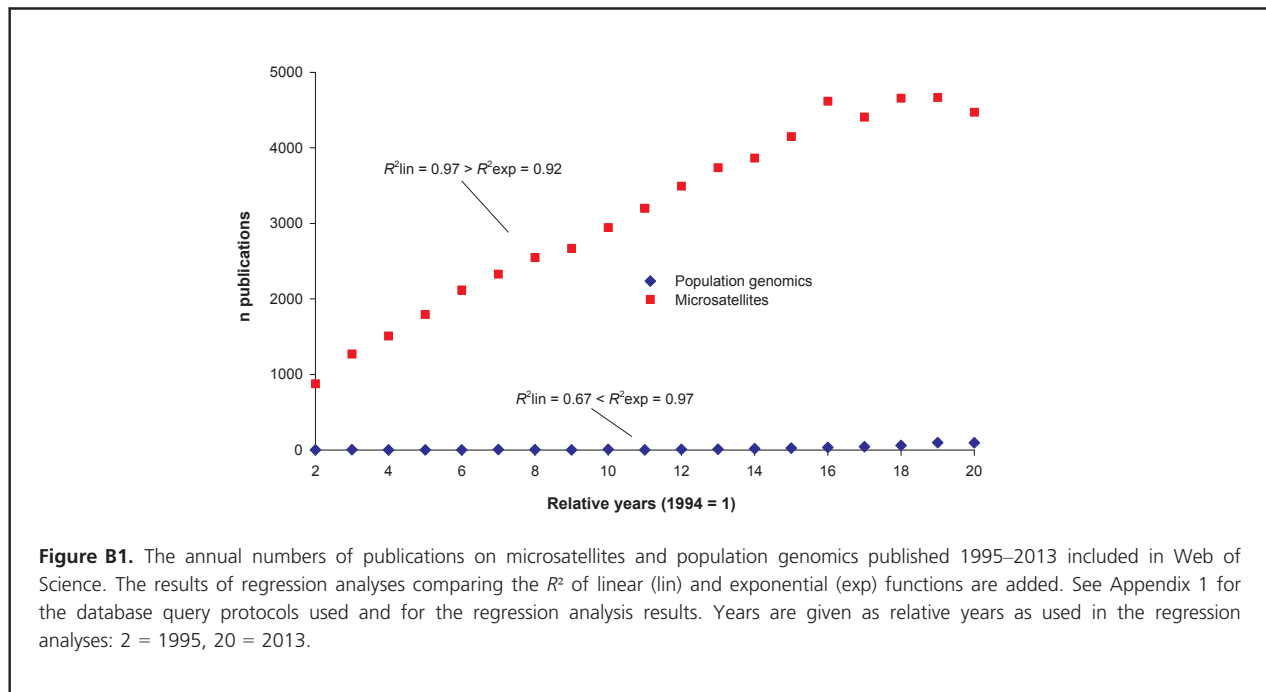 5000
4000
3000
2000
1000
0
n publications
R²lin = 0.97 > R²exp = 0.92
Population genomics
Microsatellites
R²lin = 0.67 < R²exp = 0.97
2 4 6 8 10 12 14 16 18 20
Relative years (1994 = 1)
Figure B1. The annual numbers of publications on microsatellites and population genomics published 1995–2013 included in Web of
Science. The results of regression analyses comparing the R² of linear (lin) and exponential (exp) functions are added. See Appendix 1 for
the database query protocols used and for the regression analysis results. Years are given as relative years as used in the regression
analyses: 2 = 1995, 20 = 2013.